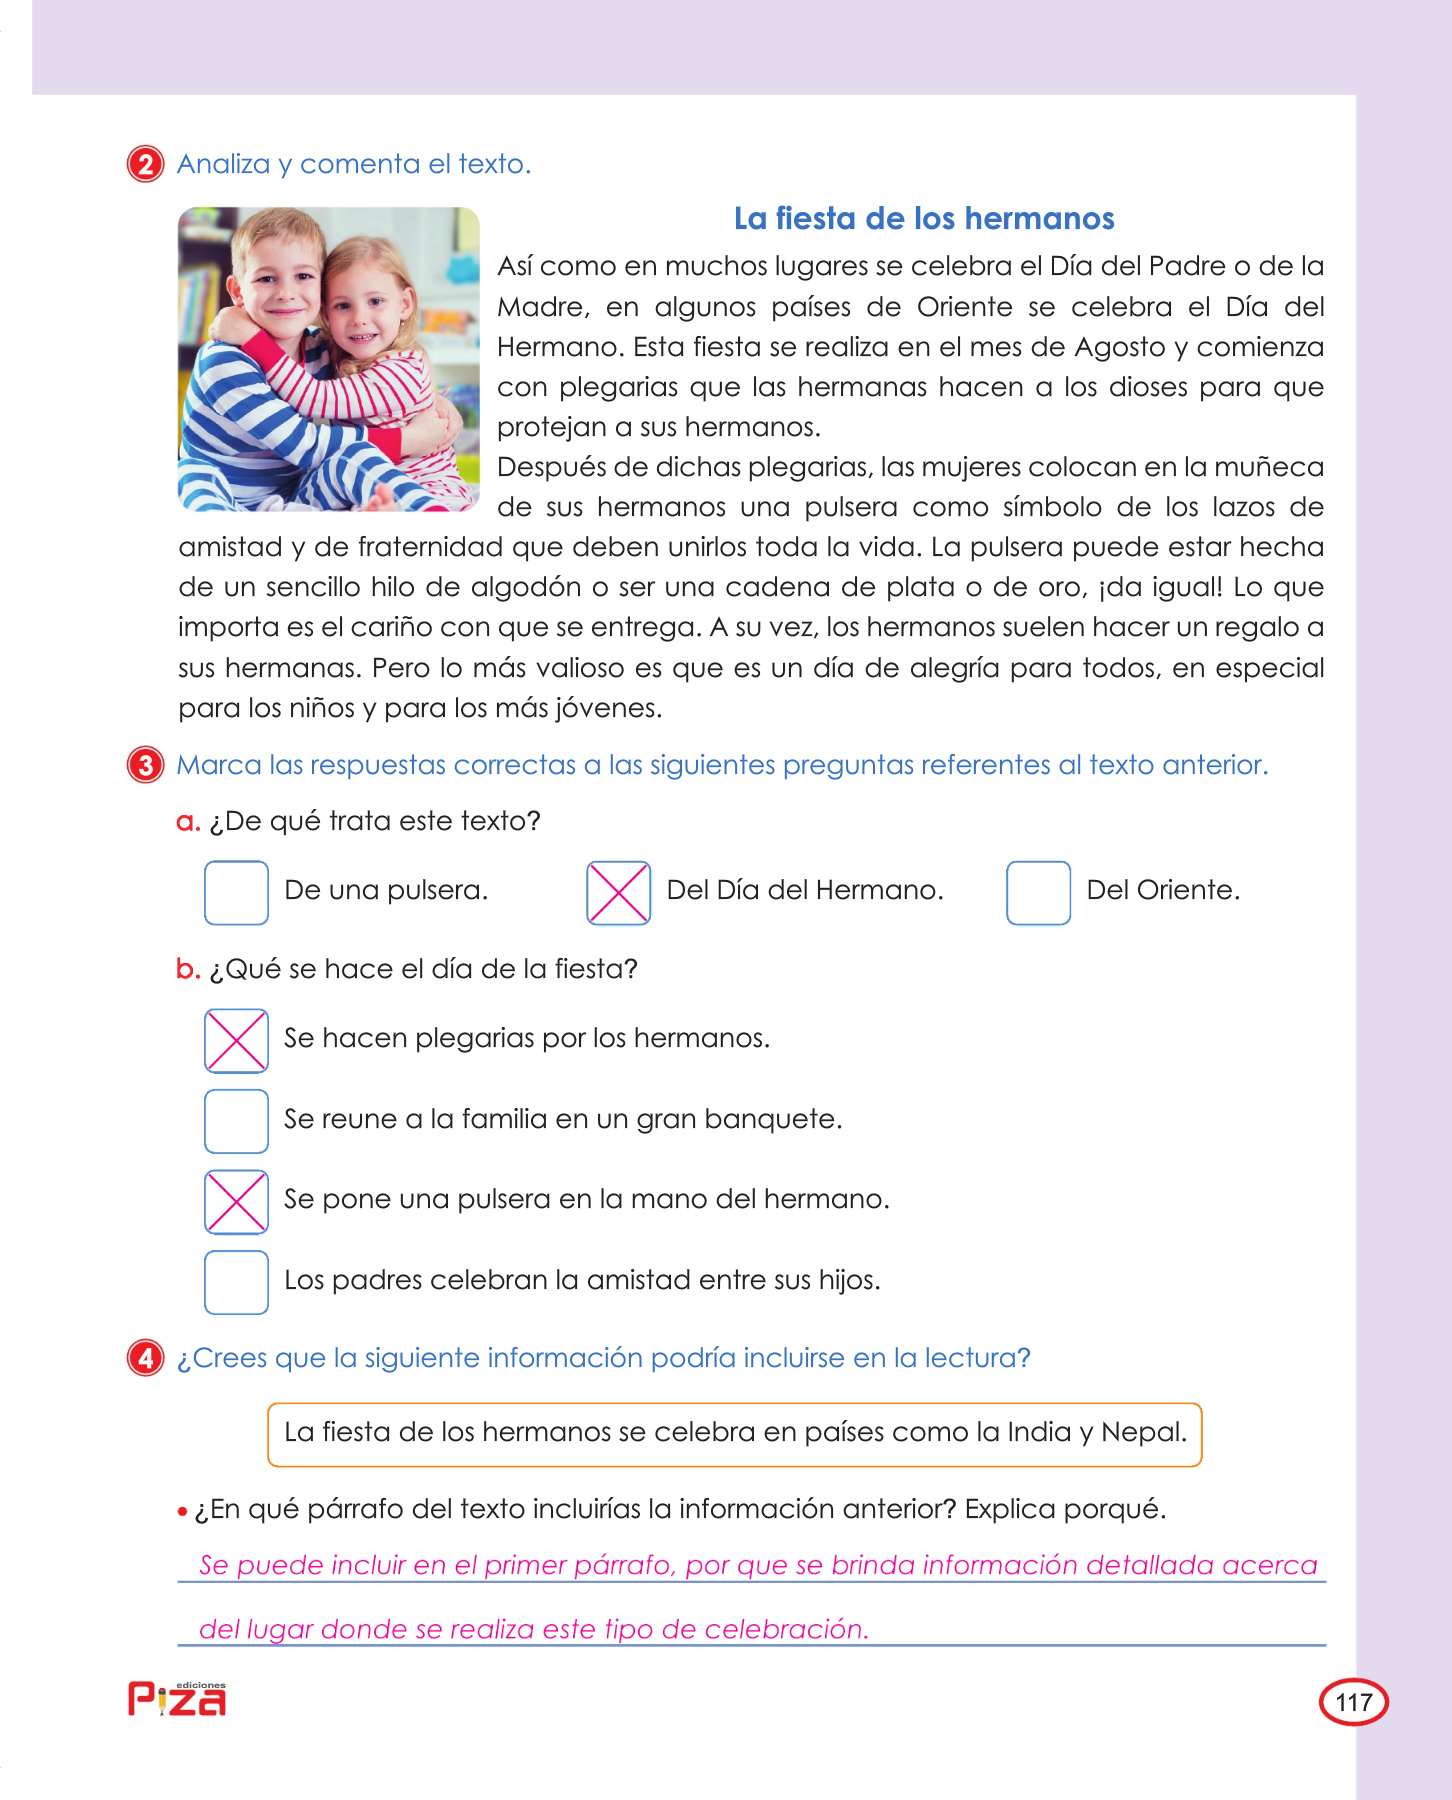 2 Analiza y comenta el texto.
La fiesta de los hermanos
Así como en muchos lugares se celebra el Día del Padre o de la
Madre, en algunos países de Oriente se celebra el Día del
Hermano. Esta fiesta se realiza en el mes de Agosto y comienza
con plegarias que las hermanas hacen a los dioses para que
protejan a sus hermanos.
Después de dichas plegarias, las mujeres colocan en la muñeca
de sus hermanos una pulsera como símbolo de los lazos de
amistad y de fraternidad que deben unirlos toda la vida. La pulsera puede estar hecha
de un sencillo hilo de algodón o ser una cadena de plata o de oro, ¡da igual! Lo que
importa es el cariño con que se entrega. A su vez, los hermanos suelen hacer un regalo a
sus hermanas. Pero lo más valioso es que es un día de alegría para todos, en especial
para los niños y para los más jóvenes.
3 Marca las respuestas correctas a las siguientes preguntas referentes al texto anterior.
a. ¿De qué trata este texto?
De una pulsera. Del Día del Hermano. Del Oriente.
b. ¿Qué se hace el día de la fiesta?
Se hacen plegarias por los hermanos.
Se reune a la familia en un gran banquete.
Se pone una pulsera en la mano del hermano.
Los padres celebran la amistad entre sus hijos.
4 ¿Crees que la siguiente información podría incluirse en la lectura?
La fiesta de los hermanos se celebra en países como la India y Nepal.
• ¿En qué párrafo del texto incluirías la información anterior? Explica porqué.
Se puede incluir en el primer párrafo, por que se brinda información detallada acerca
del lugar donde se realiza este tipo de celebración.
ediciones
Piza
117